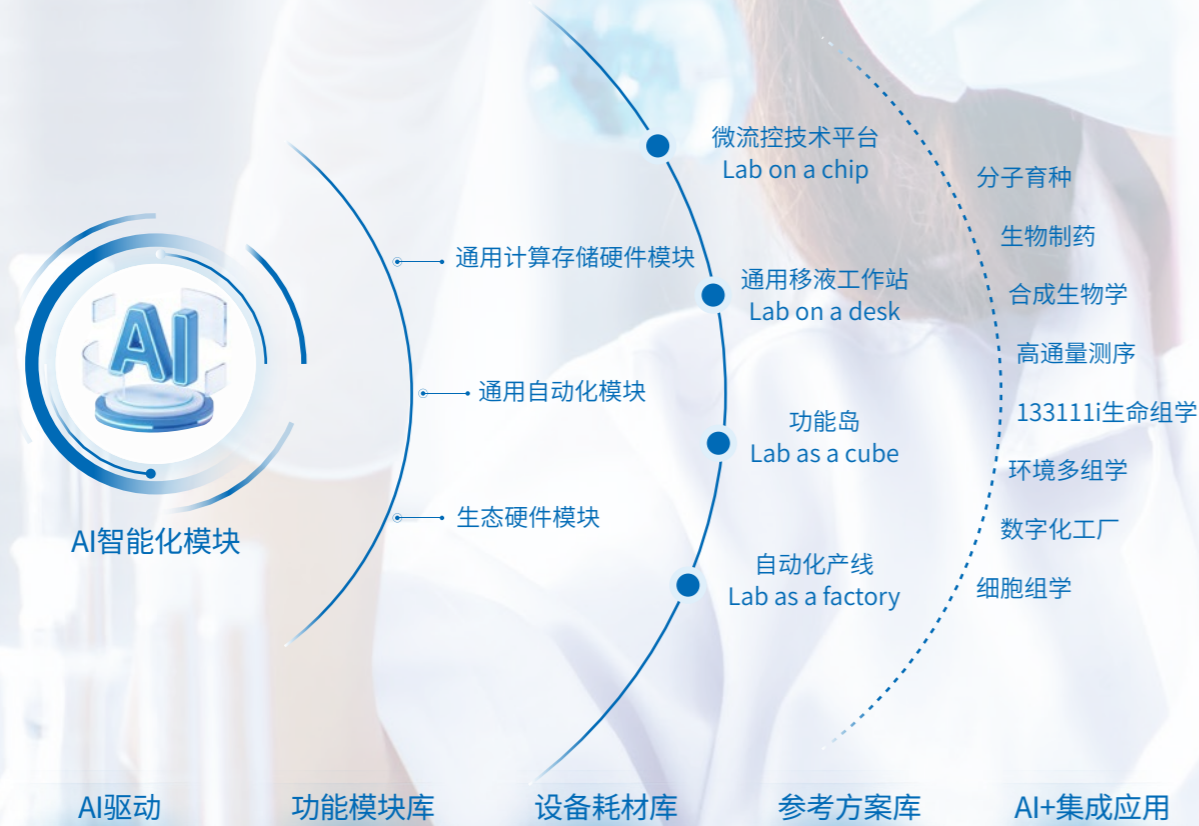 AI智能化模块
通用计算存储硬件模块
通用自动化模块
生态硬件模块
微流控技术平台
Lab on a chip
通用移液工作站
Lab on a desk
功能岛
Lab as a cube
自动化产线
Lab as a factory
分子育种
生物制药
合成生物学
高通量测序
133111i生命组学
环境多组学
数字化工厂
细胞组学
AI驱动
功能模块库
设备耗材库
参考方案库
AI+集成应用
AI